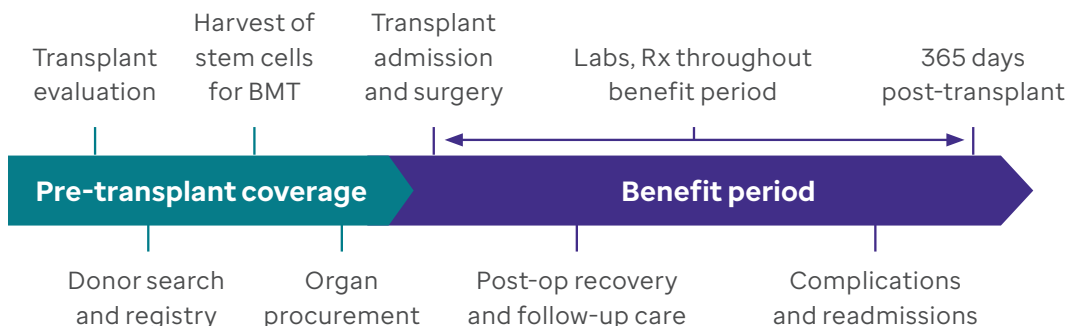 Transplant
evaluation
Harvest of
stem cells
for BMT
Transplant
admission
and surgery
Labs, Rx throughout
benefit period
365 days
post-transplant
Pre-transplant coverage
Benefit period
Donor search
and registry
Organ
procurement
Post-op recovery
and follow-up care
Complications
and readmissions